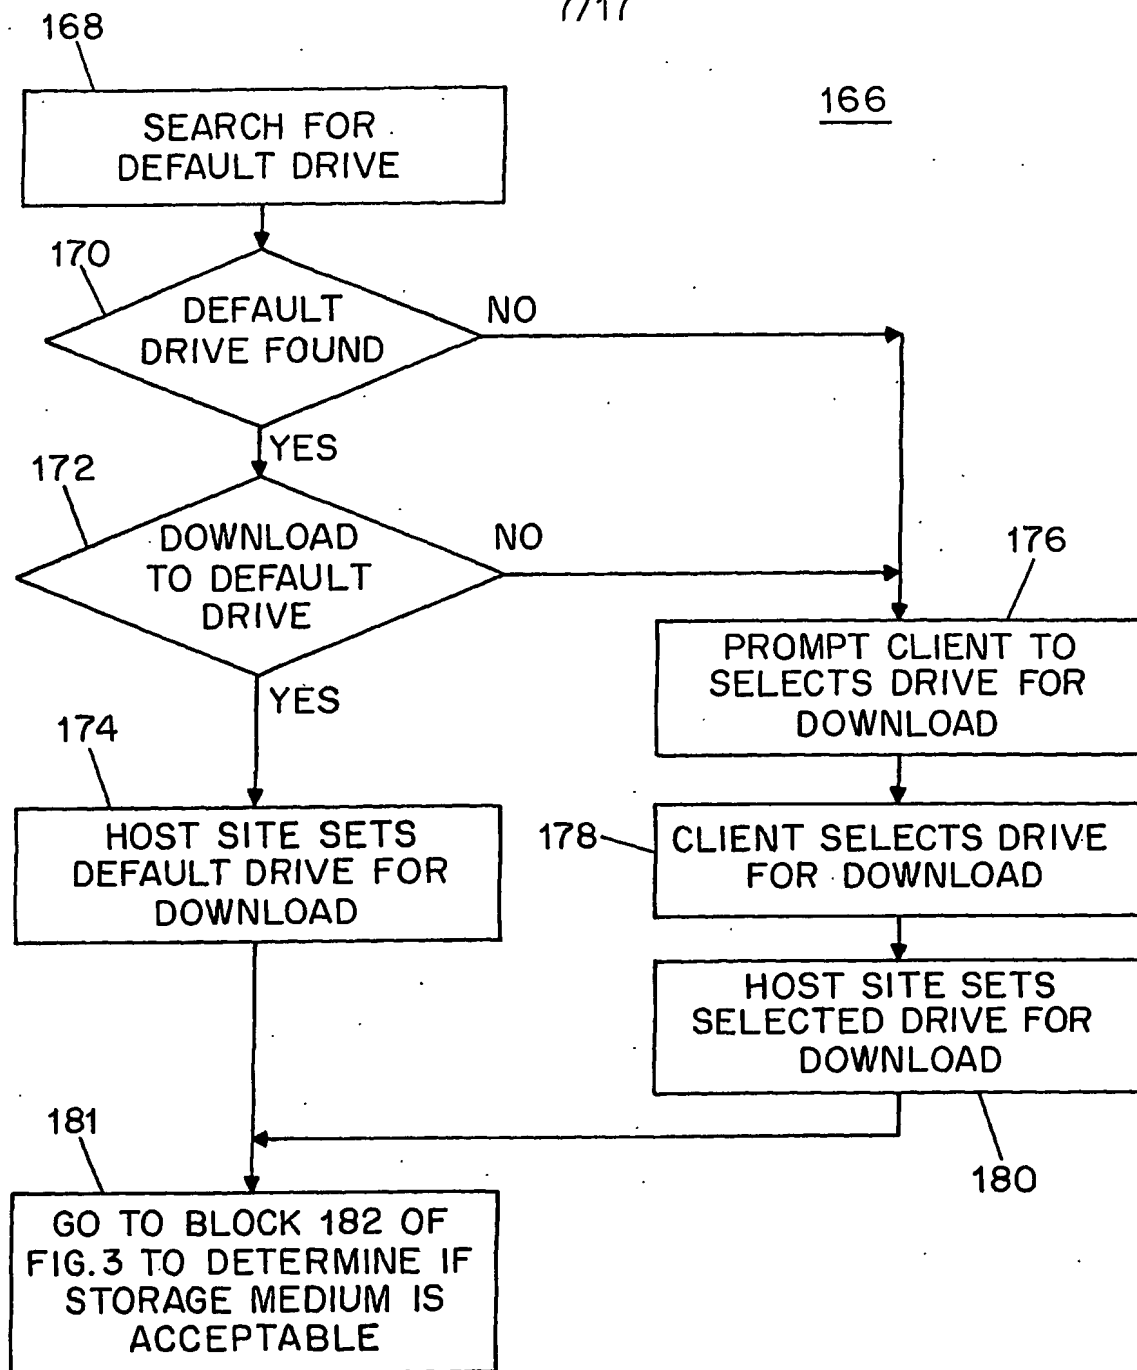 7/17
168
166
SEARCH FOR
DEFAULT DRIVE
170
DEFAULT
DRIVE FOUND
NO
YES
172
DOWNLOAD
TO DEFAULT
DRIVE
NO
YES
176
PROMPT CLIENT TO
SELECTS DRIVE FOR
DOWNLOAD
174
HOST SITE SETS
DEFAULT DRIVE FOR
DOWNLOAD
178
CLIENT SELECTS DRIVE
FOR DOWNLOAD
HOST SITE SETS
SELECTED DRIVE FOR
DOWNLOAD
180
181
GO TO BLOCK 182 OF
FIG.3 TO DETERMINE IF
STORAGE MEDIUM IS
ACCEPTABLE